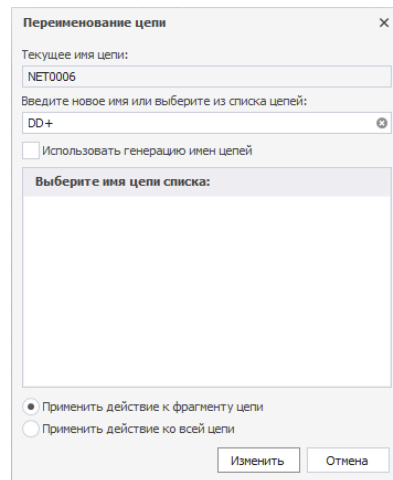 Переименование цепи
Текущее имя цепи:
NET0006
Введите новое имя или выберите из списка цепей:
DD+
Использовать генерацию имен цепей
Выберите имя цепи списка:
Применить действие к фрагменту цепи
Применить действие ко всей цепи
Изменить Отмена